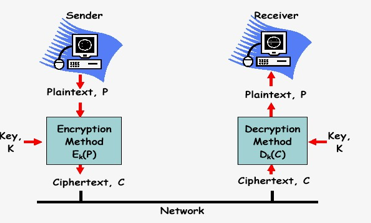 Sender
Receiver
Plaintext, P
Plaintext, P
Key,
K
Encryption
Method
Ek(P)
Decryption
Method
Dk(C)
Key,
K
Ciphertext, C
Ciphertext, C
Network